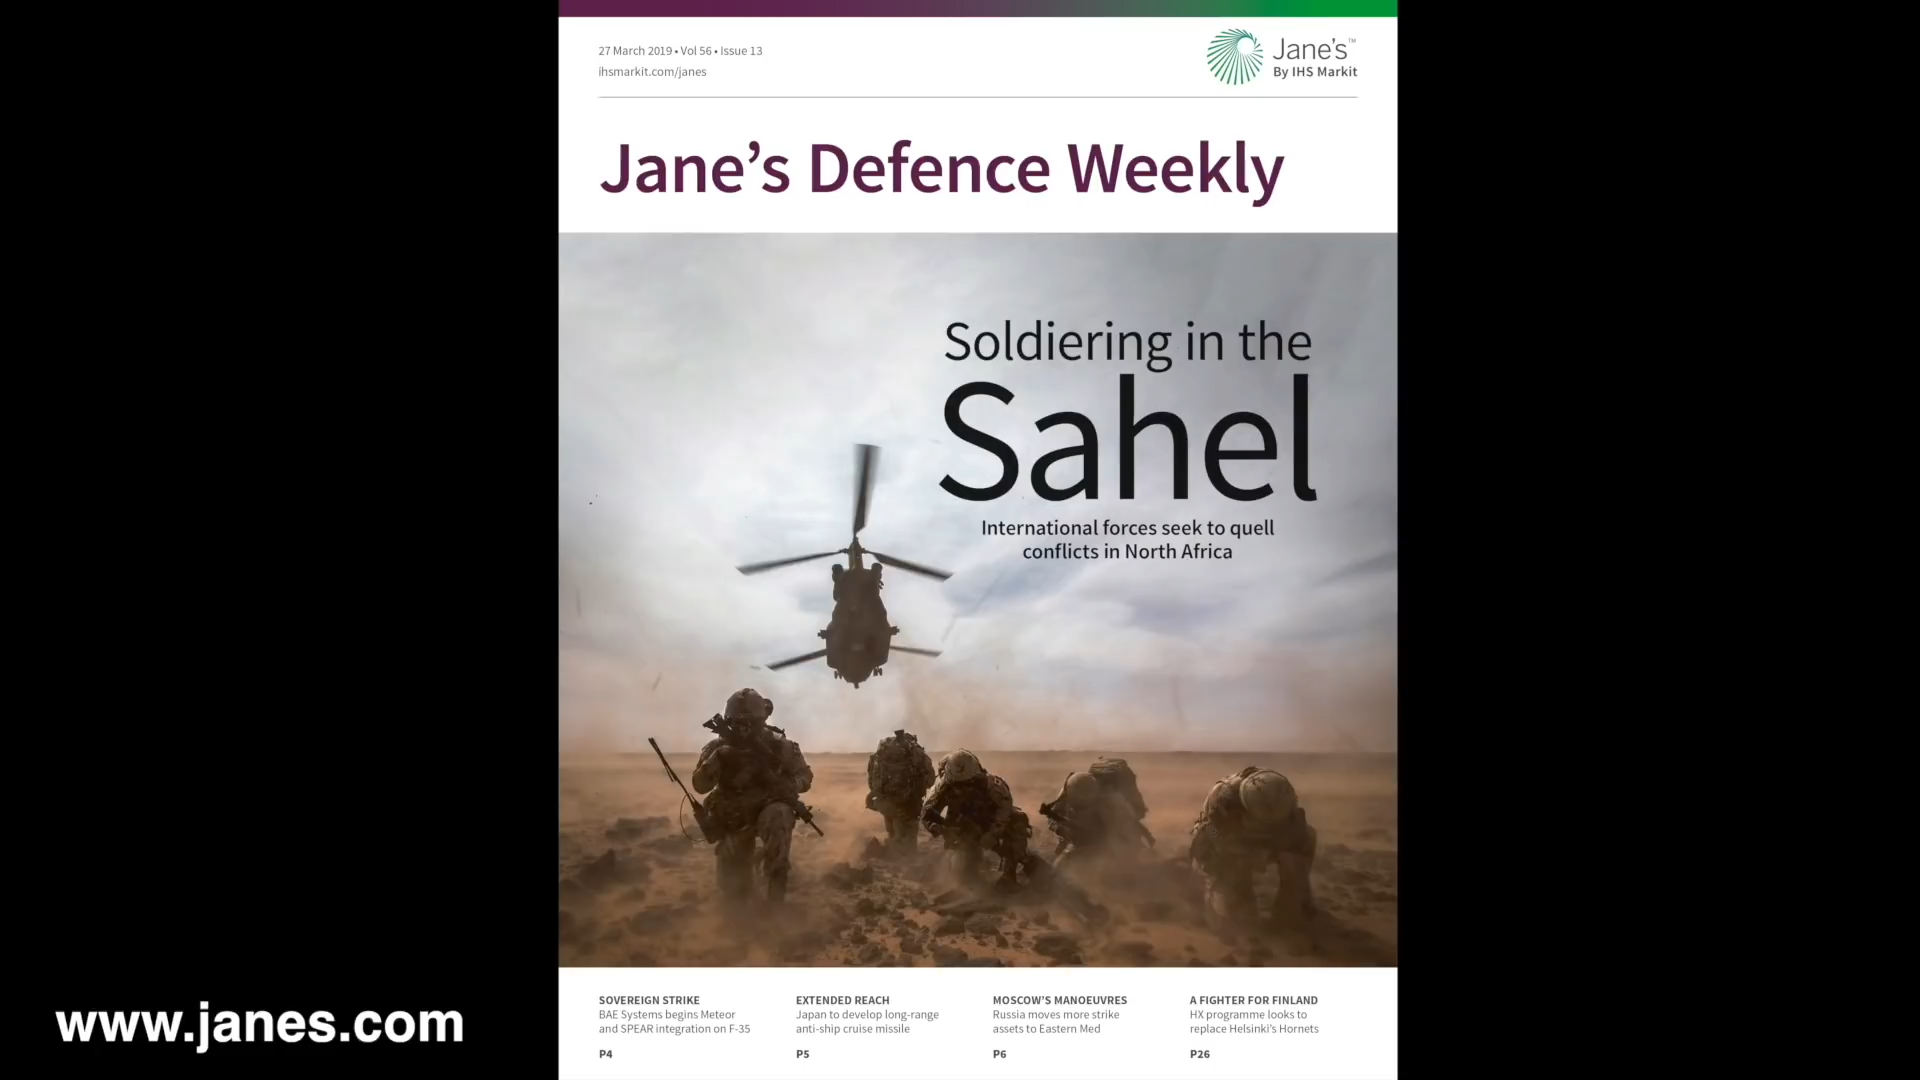 27 March 2019 • Vol 56 • Issue 13
ihsmarkit.com/janes
Jane's™
By IHS Markit
Jane’s Defence Weekly
Soldiering in the
Sahel
International forces seek to quell
conflicts in North Africa
SOVEREIGN STRIKE
BAE Systems begins Meteor
and SPEAR integration on F-35
P4
EXTENDED REACH
Japan to develop long-range
anti-ship cruise missile
P5
MOSCOW’S MANOEUVRES
Russia moves more strike
assets to Eastern Med
P6
A FIGHTER FOR FINLAND
HX programme looks to
replace Helsinki’s Hornets
P26
www.janes.com